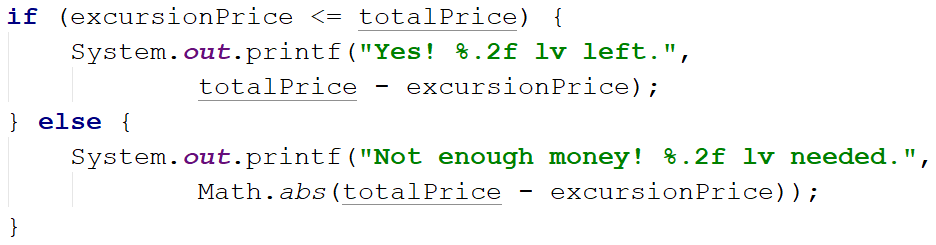 if (excursionPrice <= totalPrice) {
    System.out.printf("Yes! %.2f lv left.",
            totalPrice - excursionPrice);
} else {
    System.out.printf("Not enough money! %.2f lv needed.",
            Math.abs(totalPrice - excursionPrice));
}